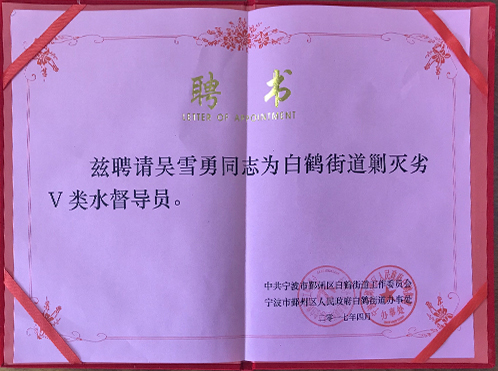 聘 书
LETTER OF APPOINTMENT
兹聘请吴雪勇同志为白鹤街道剿灭劣
V类水督导员。
中共宁波市鄞州区白鹤街道工作委员会
宁波市鄞州区人民政府白鹤街道办事处
二零一七年四月